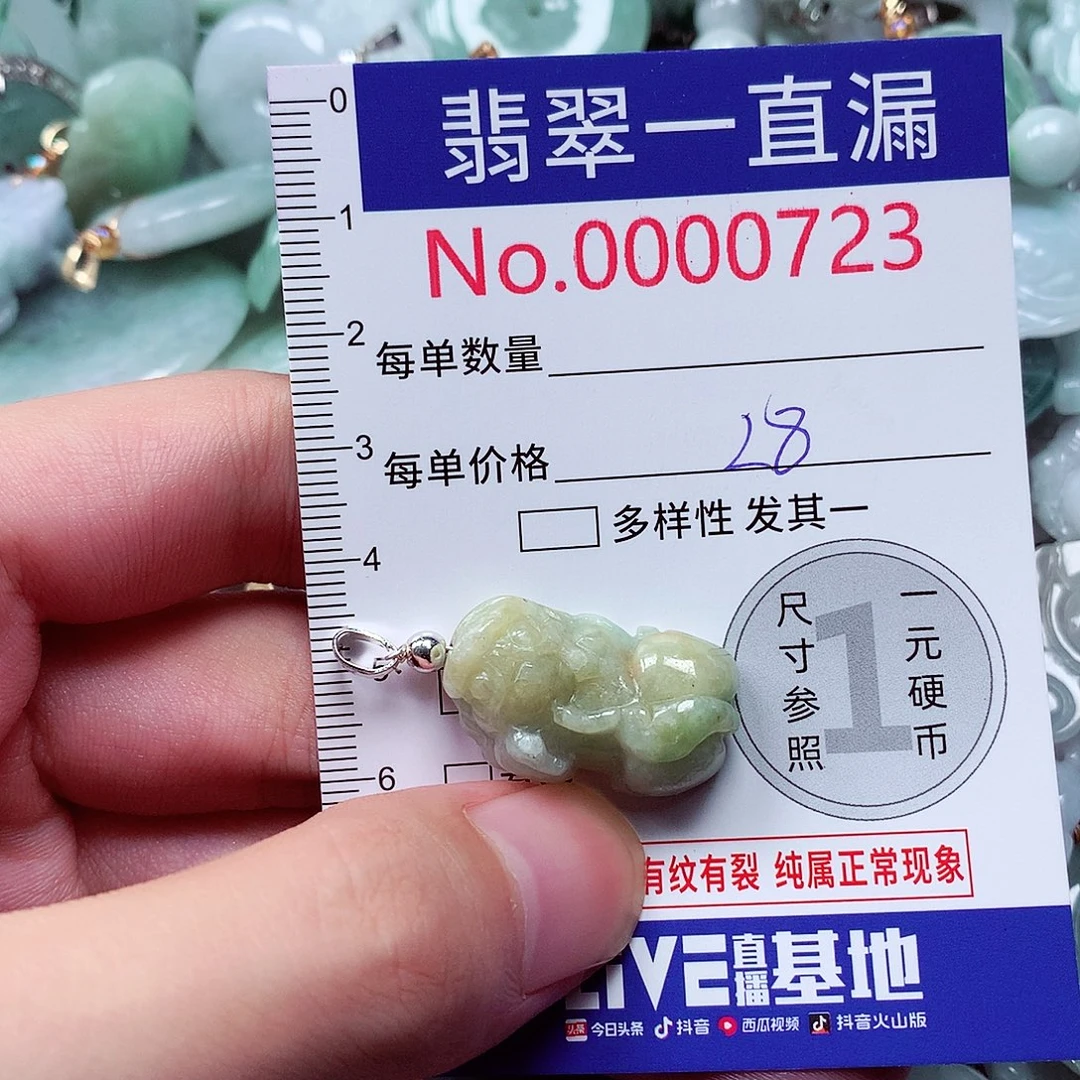 翡翠一直漏
0
1
No.0000723
2
每单数量
3
每单价格 28
多样性 发其一
4
尺寸参照
1
一元硬币
6
有纹有裂 纯属正常现象
LIVE直播基地
头条 今日头条 抖音 西瓜视频 抖音火山版